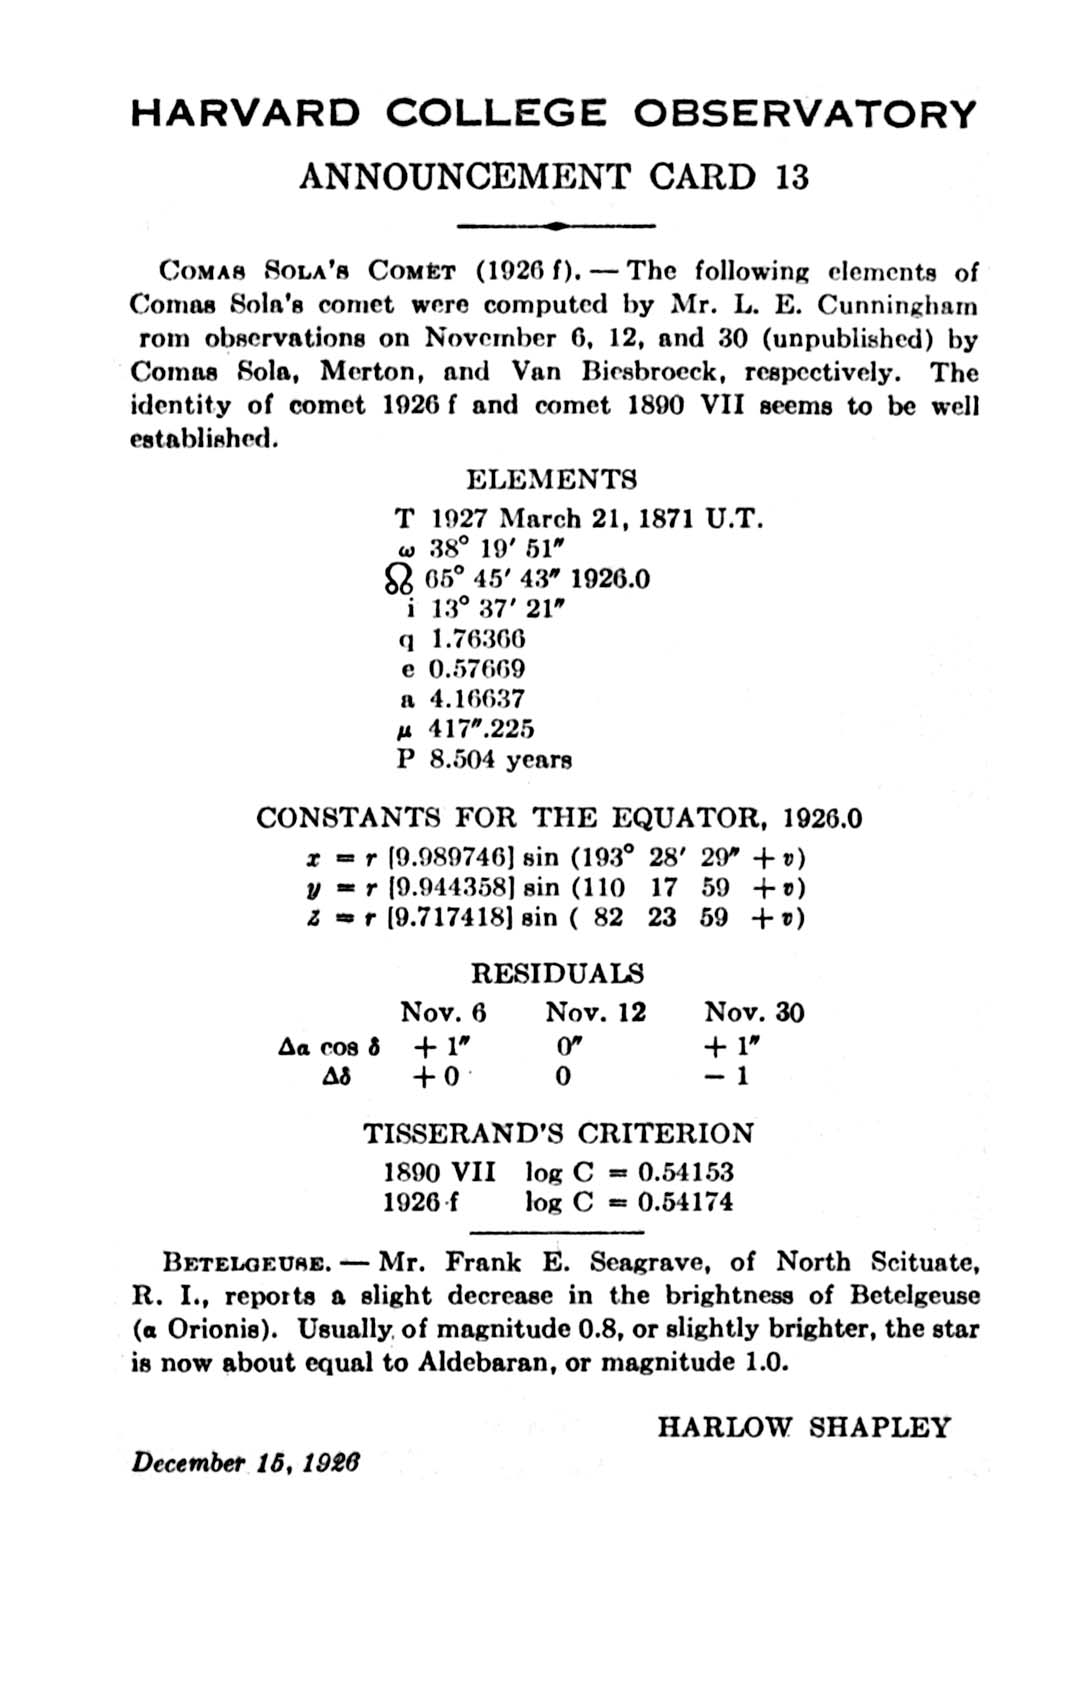 HARVARD COLLEGE OBSERVATORY
ANNOUNCEMENT CARD 13
COMAS SOLA'S COMET (1926 f). — The following elements of
Comas Sola's comet were computed by Mr. L. E. Cunningham
rom observations on November 6, 12, and 30 (unpublished) by
Comas Sola, Merton, and Van Biesbroeck, respectively. The
identity of comet 1926 f and comet 1890 VII seems to be well
established.
ELEMENTS
T 1927 March 21, 1871 U.T.
ω 38° 19′ 51″
☊ 65° 45′ 43″ 1926.0
i 13° 37′ 21″
q 1.76366
e 0.57669
a 4.16637
μ 417″.225
P 8.504 years
CONSTANTS FOR THE EQUATOR, 1926.0
x = r [9.989746] sin (193° 28′ 29″ + v)
y = r [9.944358] sin (110 17 59 + v)
z = r [9.717418] sin ( 82 23 59 + v)
RESIDUALS
Nov. 6 Nov. 12 Nov. 30
Δα cos δ + 1″ 0″ + 1″
Δδ + 0 0 − 1
TISSERAND'S CRITERION
1890 VII log C = 0.54153
1926 f log C = 0.54174
BETELGEUSE. — Mr. Frank E. Seagrave, of North Scituate,
R. I., reports a slight decrease in the brightness of Betelgeuse
(α Orionis). Usually of magnitude 0.8, or slightly brighter, the star
is now about equal to Aldebaran, or magnitude 1.0.
HARLOW SHAPLEY
December 15, 1926